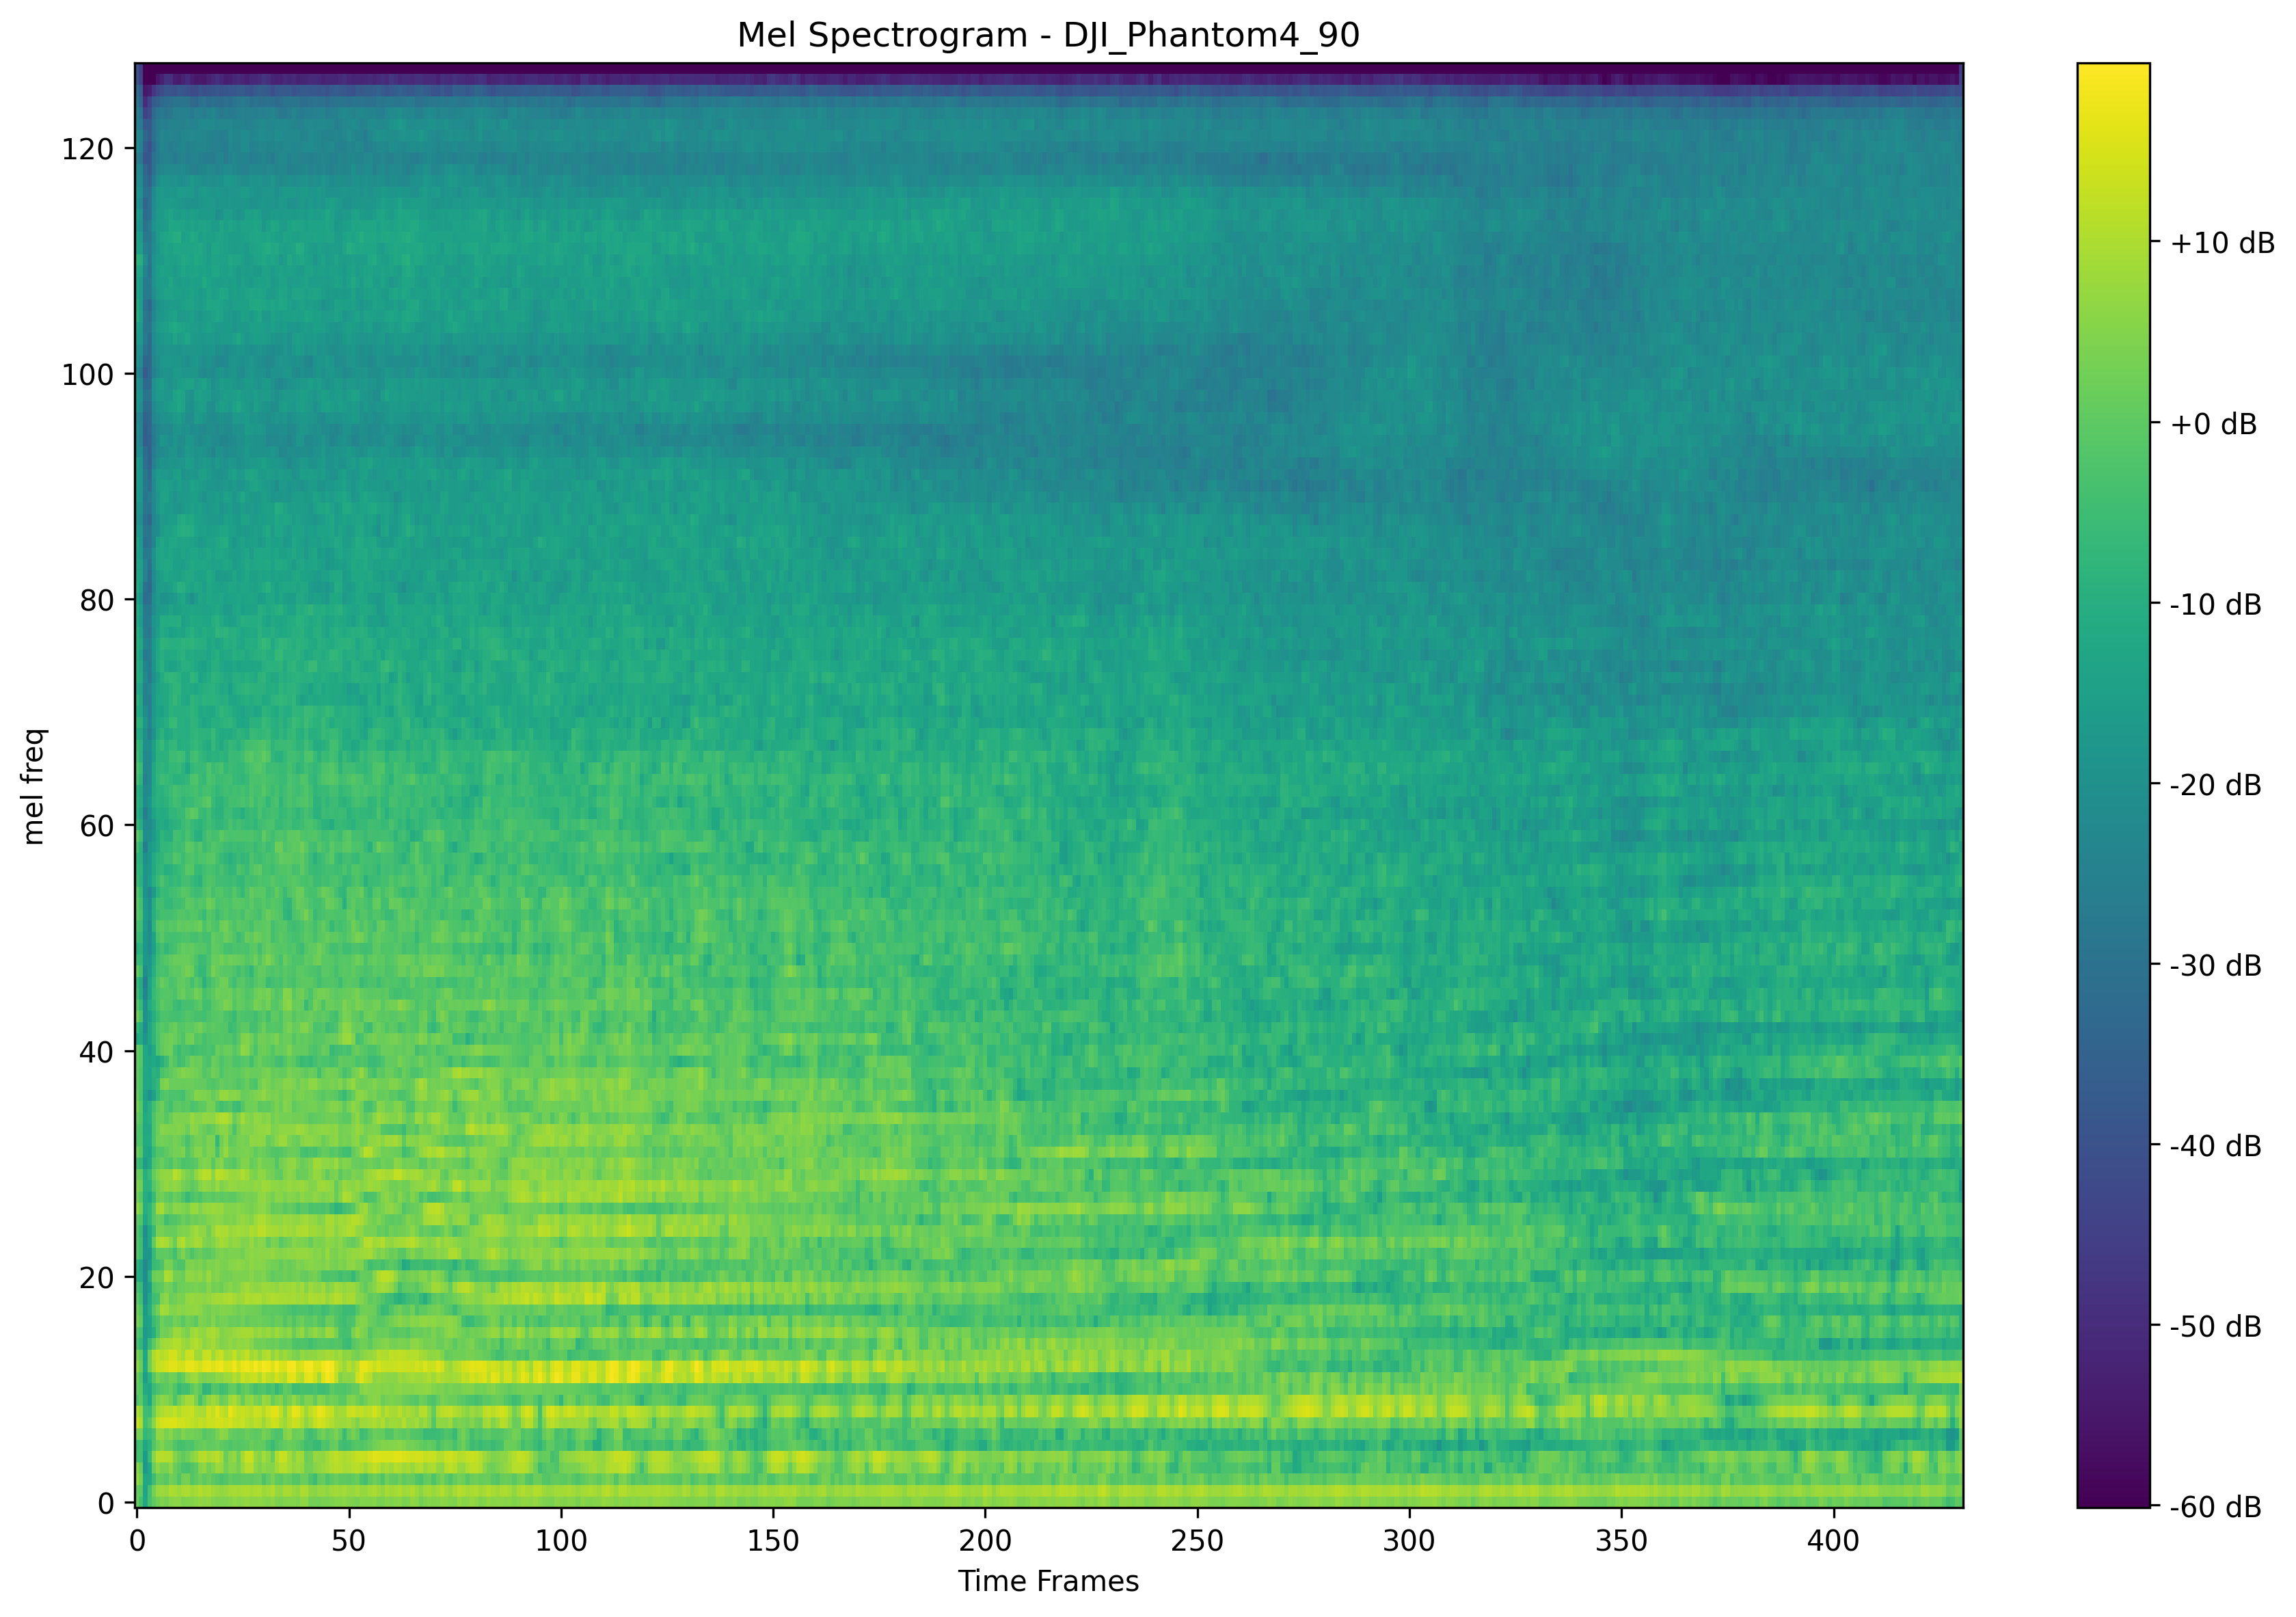 Mel Spectrogram - DJI_Phantom4_90
mel freq
120
100
80
60
40
20
0
0 50 100 150 200 250 300 350 400
Time Frames
+10 dB
+0 dB
-10 dB
-20 dB
-30 dB
-40 dB
-50 dB
-60 dB